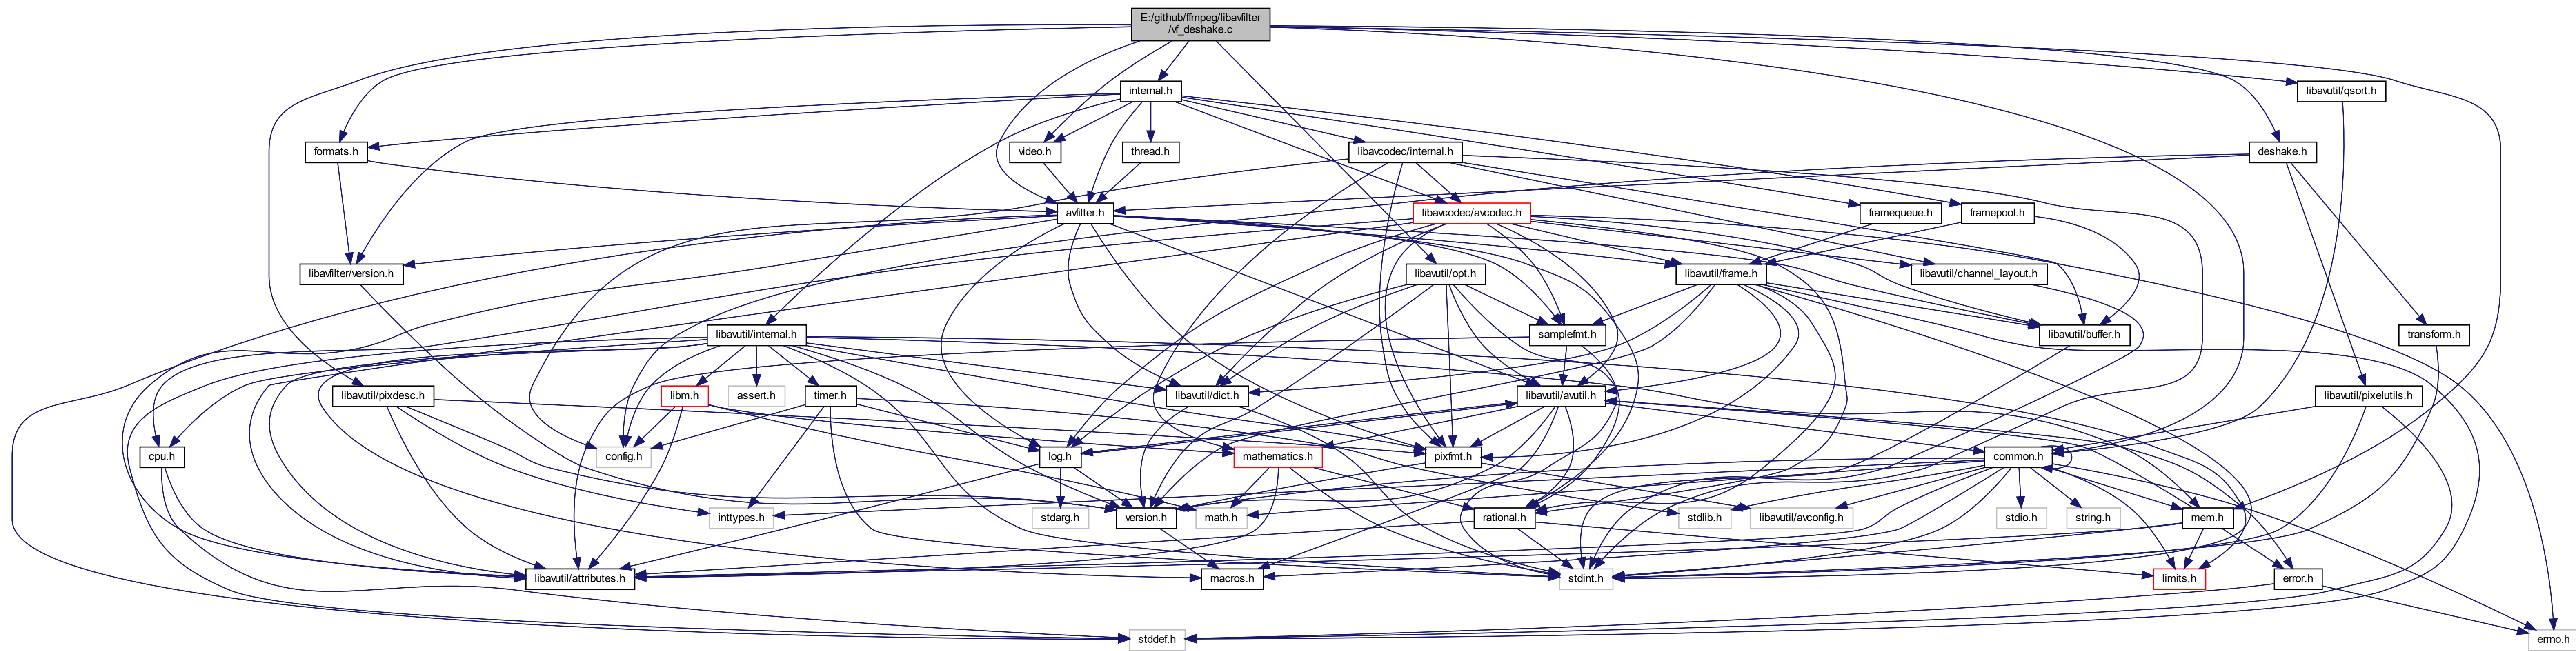 E:/github/ffmpeg/libavfilter
/vf_deshake.c
internal.h
libavutil/qsort.h
formats.h
video.h
thread.h
libavcodec/internal.h
deshake.h
avfilter.h
libavcodec/avcodec.h
framequeue.h
framepool.h
libavfilter/version.h
libavutil/opt.h
libavutil/frame.h
libavutil/channel_layout.h
libavutil/internal.h
samplefmt.h
libavutil/buffer.h
transform.h
libavutil/pixdesc.h
libm.h
assert.h
timer.h
libavutil/dict.h
libavutil/avutil.h
libavutil/pixelutils.h
cpu.h
config.h
log.h
mathematics.h
pixfmt.h
common.h
inttypes.h
stdarg.h
version.h
math.h
rational.h
stdlib.h
libavutil/avconfig.h
stdio.h
string.h
mem.h
libavutil/attributes.h
macros.h
stdint.h
limits.h
error.h
stddef.h
errno.h